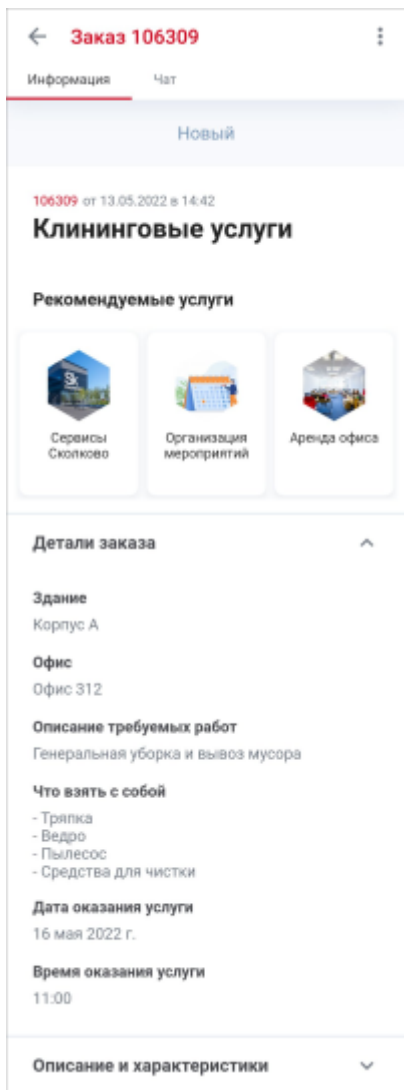 Заказ 106309
Информация Чат
Новый
106309 от 13.05.2022 в 14:42
Клининговые услуги
Рекомендуемые услуги
Sk
Сервисы
Сколково
Организация
мероприятий
Аренда офиса
Детали заказа
Здание
Корпус А
Офис
Офис 312
Описание требуемых работ
Генеральная уборка и вывоз мусора
Что взять с собой
- Тряпка
- Ведро
- Пылесос
- Средства для чистки
Дата оказания услуги
16 мая 2022 г.
Время оказания услуги
11:00
Описание и характеристики